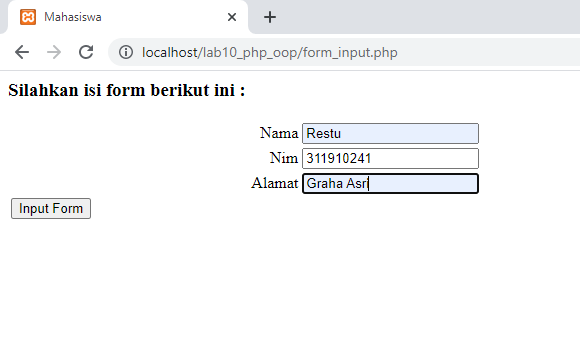 Mahasiswa
localhost/lab10_php_oop/form_input.php
Silahkan isi form berikut ini :
Nama Restu
Nim 311910241
Alamat Graha Asri
Input Form